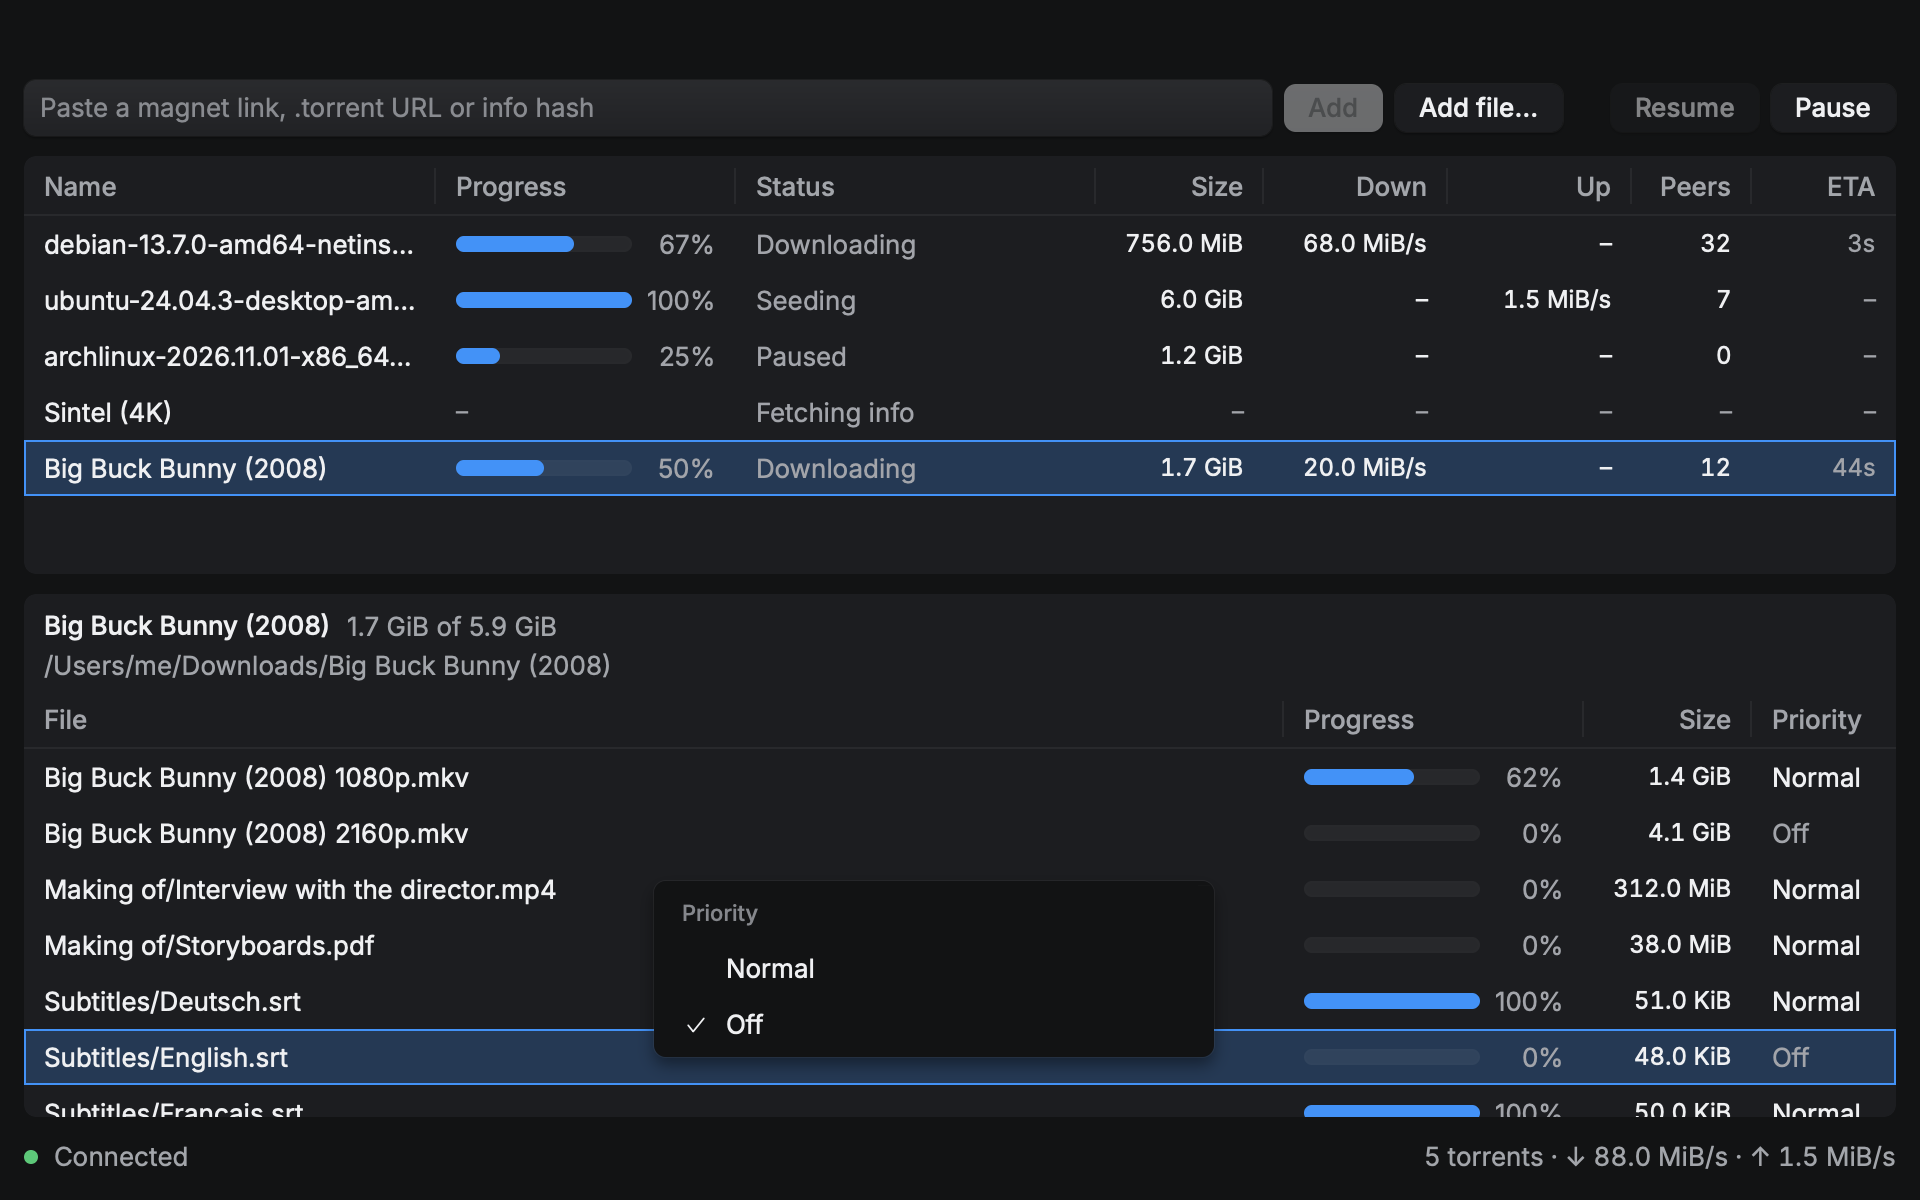 Paste a magnet link, .torrent URL or info hash Add Add file... Resume Pause
Name Progress Status Size Down Up Peers ETA
debian-13.7.0-amd64-netins... 67% Downloading 756.0 MiB 68.0 MiB/s – 32 3s
ubuntu-24.04.3-desktop-am... 100% Seeding 6.0 GiB – 1.5 MiB/s 7 –
archlinux-2026.11.01-x86_64... 25% Paused 1.2 GiB – – 0 –
Sintel (4K) – Fetching info – – – – –
Big Buck Bunny (2008) 50% Downloading 1.7 GiB 20.0 MiB/s – 12 44s
Big Buck Bunny (2008) 1.7 GiB of 5.9 GiB
/Users/me/Downloads/Big Buck Bunny (2008)
File Progress Size Priority
Big Buck Bunny (2008) 1080p.mkv 62% 1.4 GiB Normal
Big Buck Bunny (2008) 2160p.mkv 0% 4.1 GiB Off
Making of/Interview with the director.mp4 0% 312.0 MiB Normal
Making of/Storyboards.pdf 0% 38.0 MiB Normal
Subtitles/Deutsch.srt 100% 51.0 KiB Normal
Subtitles/English.srt 0% 48.0 KiB Off
Subtitles/Français.srt 100% 50.0 KiB Normal
Priority
Normal
✓ Off
Connected 5 torrents · ↓ 88.0 MiB/s · ↑ 1.5 MiB/s